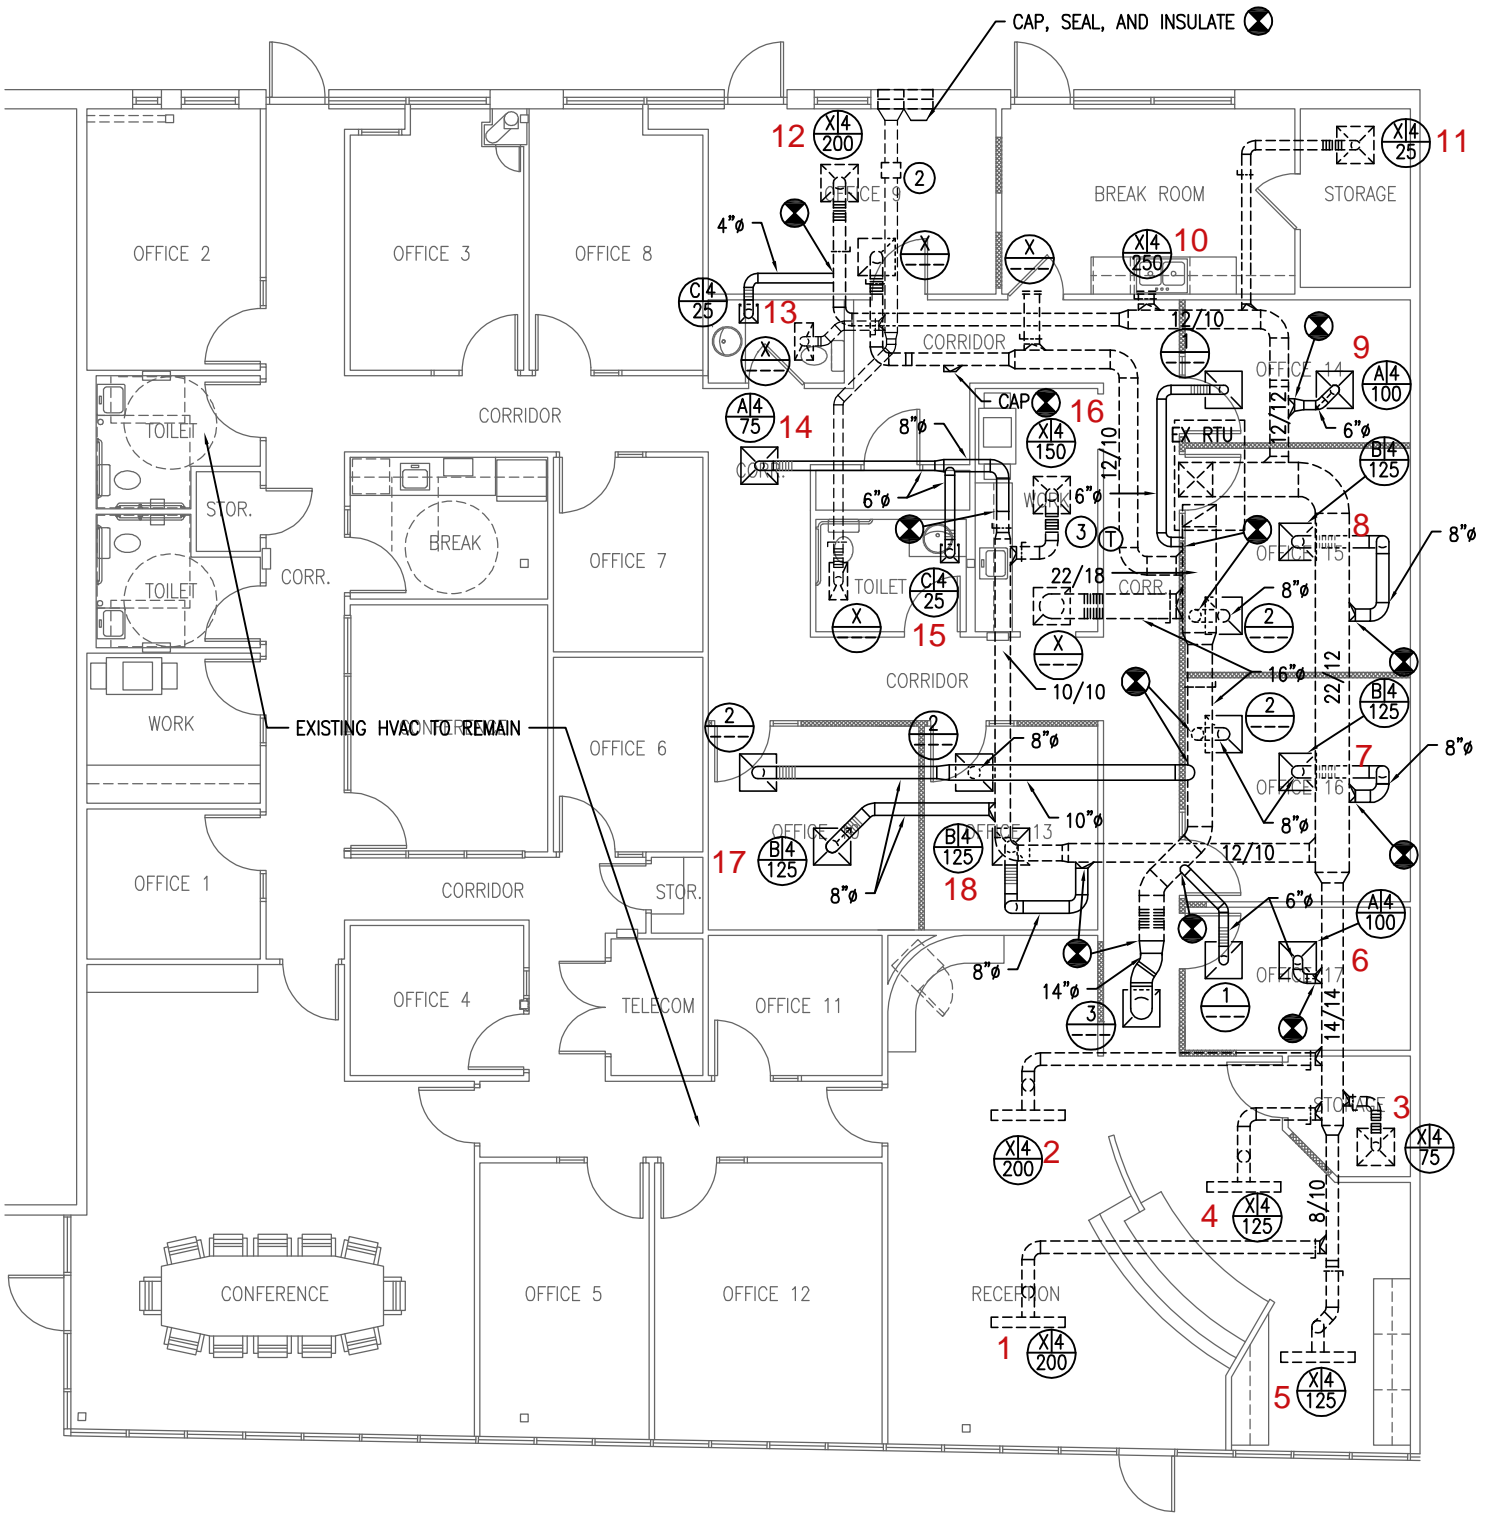 CAP, SEAL, AND INSULATE
12
X 4
200
X 4
25
11
2
OFFICE 9
BREAK ROOM
STORAGE
4"ø
X
X
10
X 4
250
OFFICE 2
OFFICE 3
OFFICE 8
C 4
25
13
12/10
CORRIDOR
X
1
9
OFFICE 14
A 4
100
A 4
75
14
CAP
16
X 4
150
8"ø
CORRIDOR
12/10
EX RTU
12/12
6"ø
B 4
125
TOILET
6"ø
WORK
6"ø
STOR.
BREAK
3
T
8
OFFICE 15
8"ø
OFFICE 7
CORR.
TOILET
TOILET
C 4
25
22/18
CORR.
8"ø
X
15
2
X
16"ø
22/12
CORRIDOR
10/10
B 4
125
WORK
EXISTING HVAC TO REMAIN
2
2
8"ø
2
OFFICE 6
7
8"ø
OFFICE 16
10"ø
8"ø
OFFICE 13
17
B 4
125
B 4
125
18
12/10
OFFICE 1
CORRIDOR
STOR.
8"ø
6"ø
A 4
100
6
8"ø
OFFICE 17
14"ø
OFFICE 4
TELECOM
OFFICE 11
3
1
14/14
STORAGE
3
X 4
75
X 4
200
2
4
X 4
125
8/10
CONFERENCE
OFFICE 5
OFFICE 12
RECEPTION
1
X 4
200
5
X 4
125